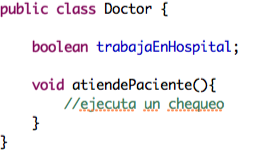 public class Doctor {
boolean trabajaEnHospital;
void atiendePaciente(){
//ejecuta un chequeo
}
}